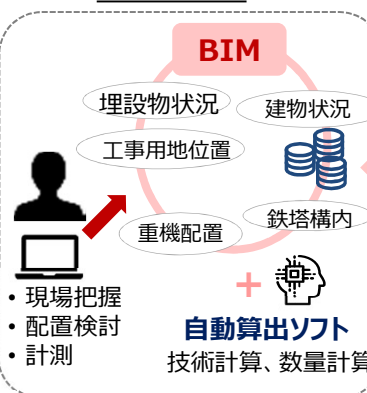 BIM
埋設物状況
建物状況
工事用地位置
重機配置
鉄塔構内
• 現場把握
• 配置検討
• 計測
+
自動算出ソフト
技術計算、数量計算